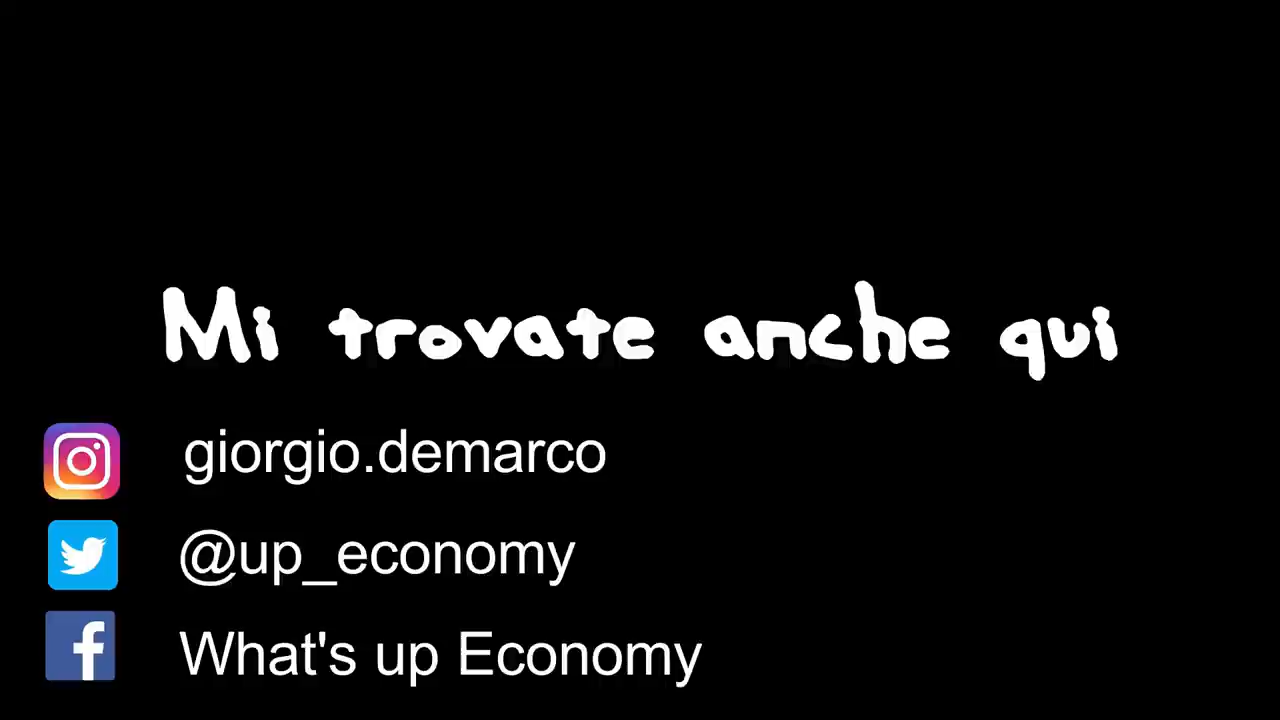 Mi trovate anche qui
giorgio.demarco
@up_economy
What's up Economy